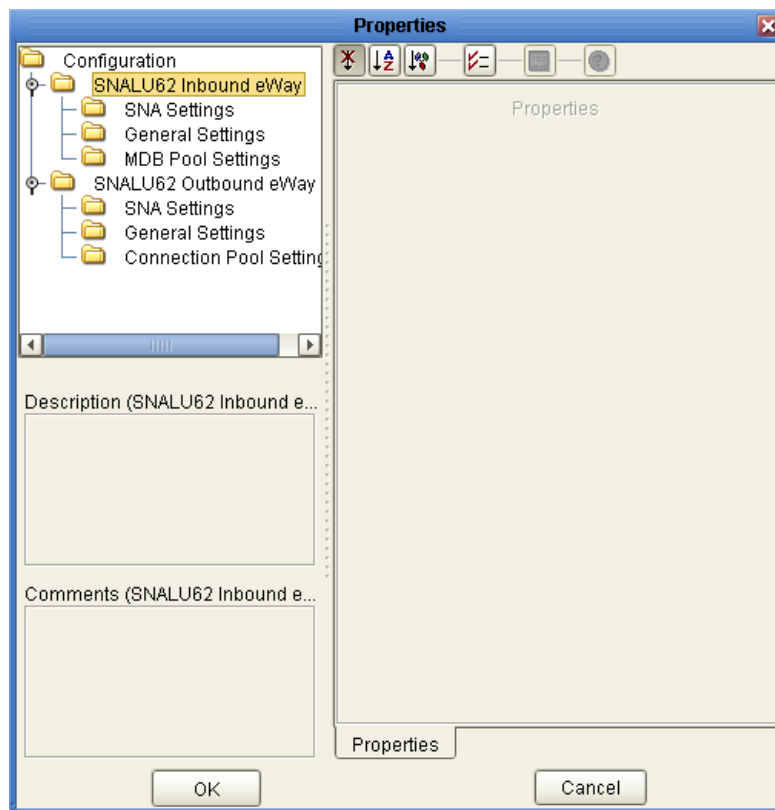 Properties
Configuration
SNALU62 Inbound eWay
SNA Settings
General Settings
MDB Pool Settings
SNALU62 Outbound eWay
SNA Settings
General Settings
Connection Pool Setting
Description (SNALU62 Inbound e...
Comments (SNALU62 Inbound e...
Properties
Properties
OK
Cancel